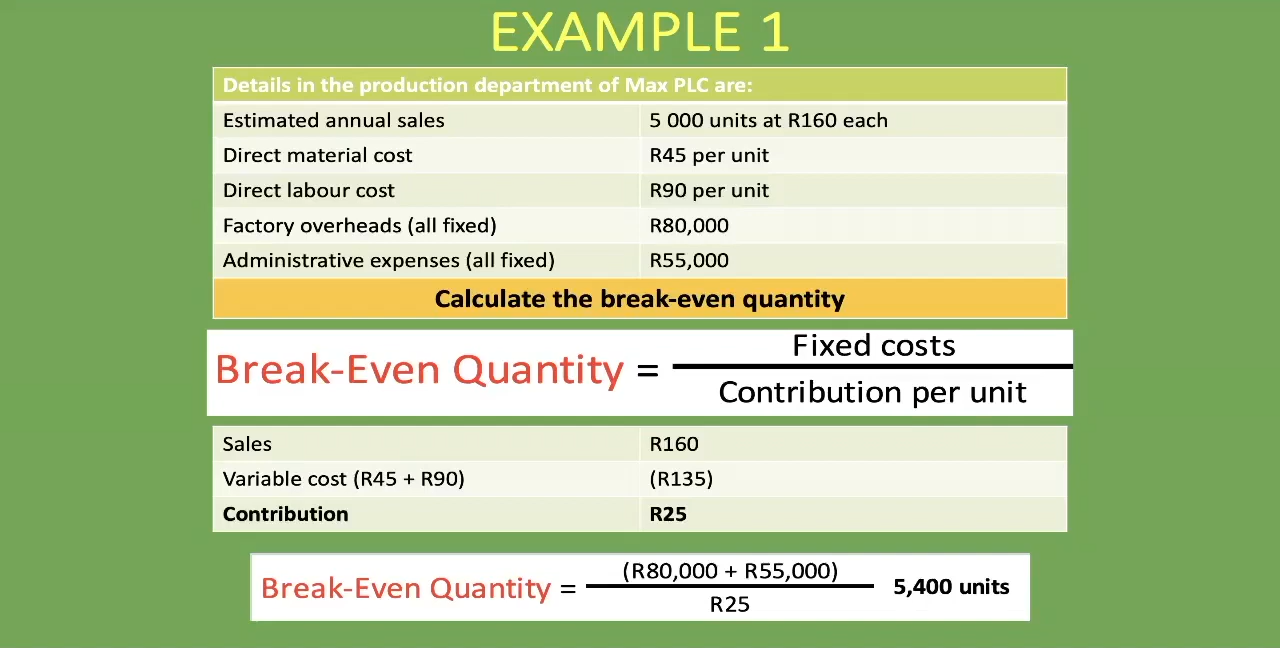 EXAMPLE 1
Details in the production department of Max PLC are:
Estimated annual sales 5 000 units at R160 each
Direct material cost R45 per unit
Direct labour cost R90 per unit
Factory overheads (all fixed) R80,000
Administrative expenses (all fixed) R55,000
Calculate the break-even quantity
Fixed costs
Break-Even Quantity =
Contribution per unit
Sales R160
Variable cost (R45 + R90) (R135)
Contribution R25
(R80,000 + R55,000)
Break-Even Quantity = 5,400 units
R25